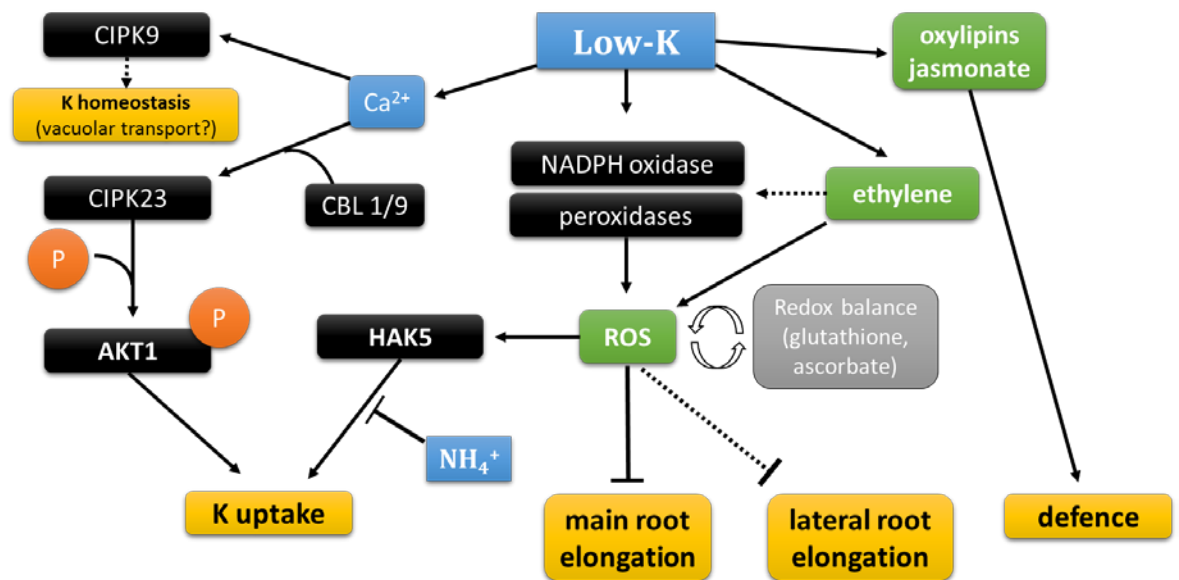 CIPK9
Low-K
oxylipins
jasmonate
K homeostasis
(vacuolar transport?)
Ca²⁺
NADPH oxidase
CIPK23
CBL 1/9
peroxidases
ethylene
P
P
Redox balance
(glutathione,
ascorbate)
AKT1
HAK5
ROS
NH₄⁺
K uptake
main root
elongation
lateral root
elongation
defence